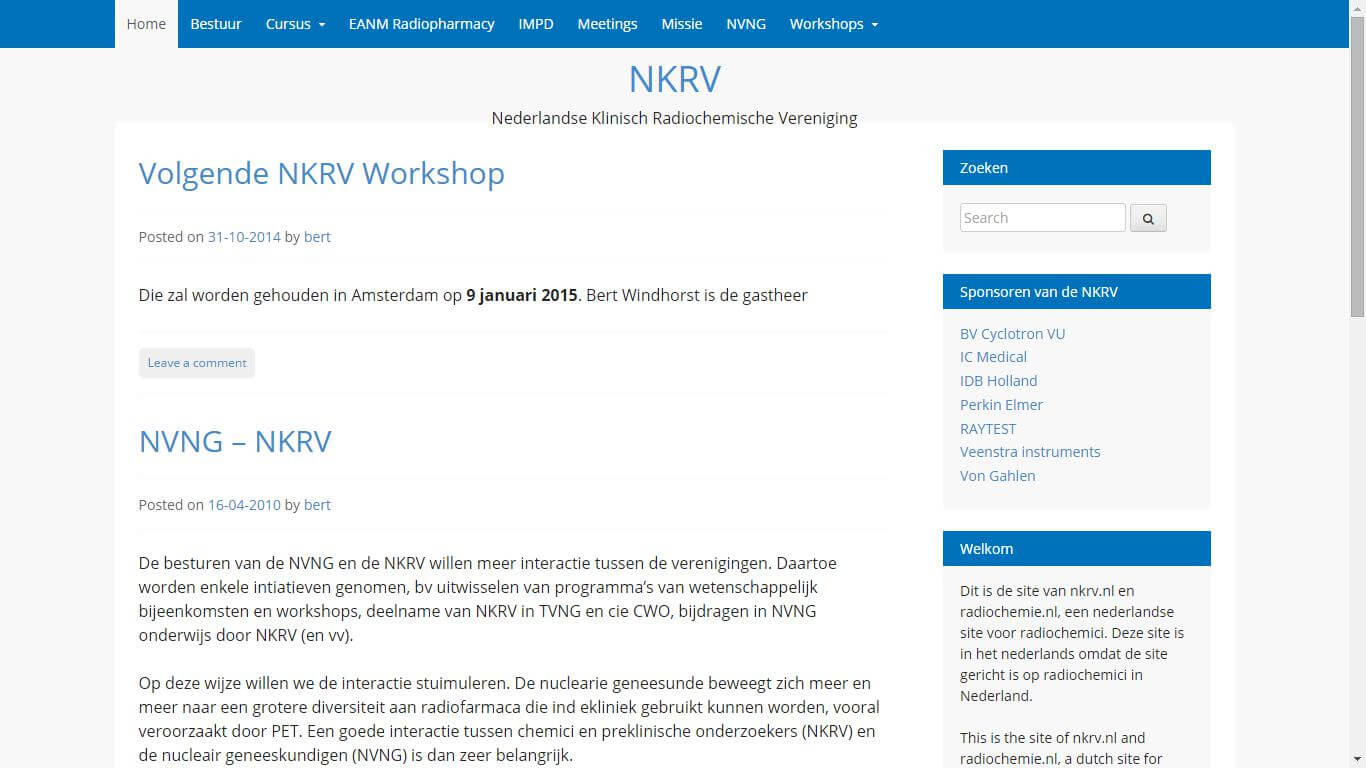 Home Bestuur Cursus EANM Radiopharmacy IMPD Meetings Missie NVNG Workshops
NKRV
Nederlandse Klinisch Radiochemische Vereniging
Volgende NKRV Workshop
Posted on 31-10-2014 by bert
Die zal worden gehouden in Amsterdam op 9 januari 2015. Bert Windhorst is de gastheer
Leave a comment
NVNG – NKRV
Posted on 16-04-2010 by bert
De besturen van de NVNG en de NKRV willen meer interactie tussen de verenigingen. Daartoe
worden enkele intiatieven genomen, bv uitwisselen van programma’s van wetenschappelijk
bijeenkomsten en workshops, deelname van NKRV in TVNG en cie CWO, bijdragen in NVNG
onderwijs door NKRV (en vv).
Op deze wijze willen we de interactie stuimuleren. De nuclearie geneesunde beweegt zich meer en
meer naar een grotere diversiteit aan radiofarmaca die ind ekliniek gebruikt kunnen worden, vooral
veroorzaakt door PET. Een goede interactie tussen chemici en preklinische onderzoekers (NKRV) en
de nucleair geneeskundigen (NVNG) is dan zeer belangrijk.
Zoeken
Search
Sponsoren van de NKRV
BV Cyclotron VU
IC Medical
IDB Holland
Perkin Elmer
RAYTEST
Veenstra instruments
Von Gahlen
Welkom
Dit is de site van nkrv.nl en
radiochemie.nl, een nederlandse
site voor radiochemici. Deze site is
in het nederlands omdat de site
gericht is op radiochemici in
Nederland.
This is the site of nkrv.nl and
radiochemie.nl, a dutch site for